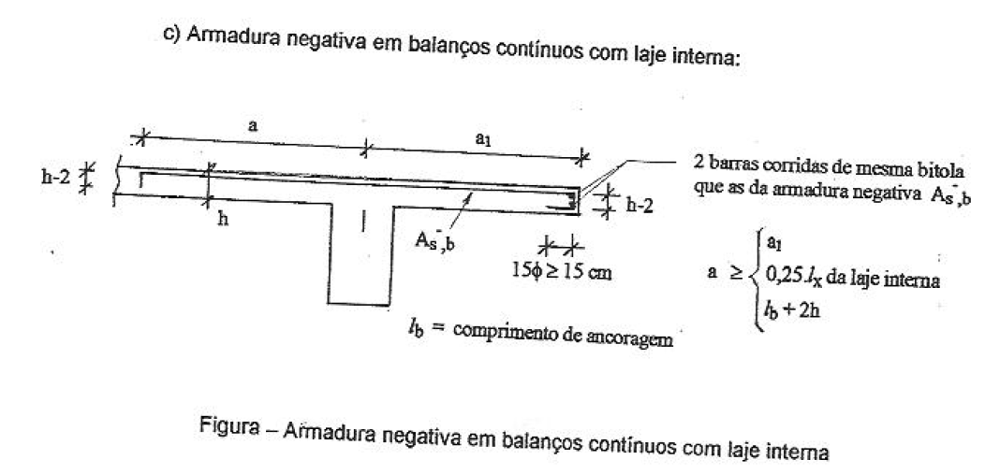 c) Armadura negativa em balanços contínuos com laje interna:
a
a₁
h-2
h
2 barras corridas de mesma bitola
que as da armadura negativa As⁻,b
h-2
As⁻,b
15ϕ ≥ 15 cm
a ≥ { a₁
0,25.lx da laje interna
lb + 2h
lb = comprimento de ancoragem
Figura – Armadura negativa em balanços contínuos com laje interna